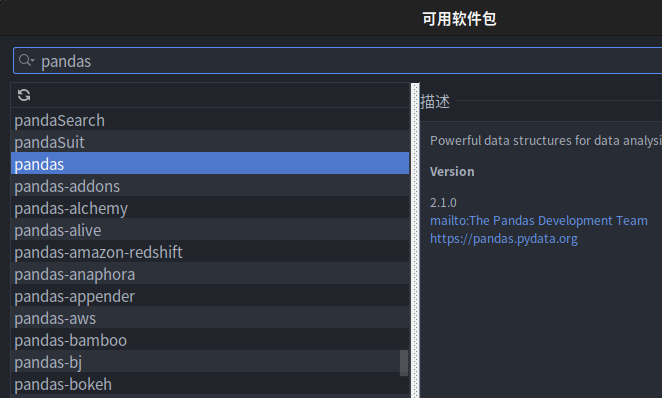 可用软件包
pandas
pandaSearch
pandaSuit
pandas
pandas-addons
pandas-alchemy
pandas-alive
pandas-amazon-redshift
pandas-anaphora
pandas-appender
pandas-aws
pandas-bamboo
pandas-bj
pandas-bokeh
描述
Powerful data structures for data analysi
Version
2.1.0
mailto:The Pandas Development Team
https://pandas.pydata.org